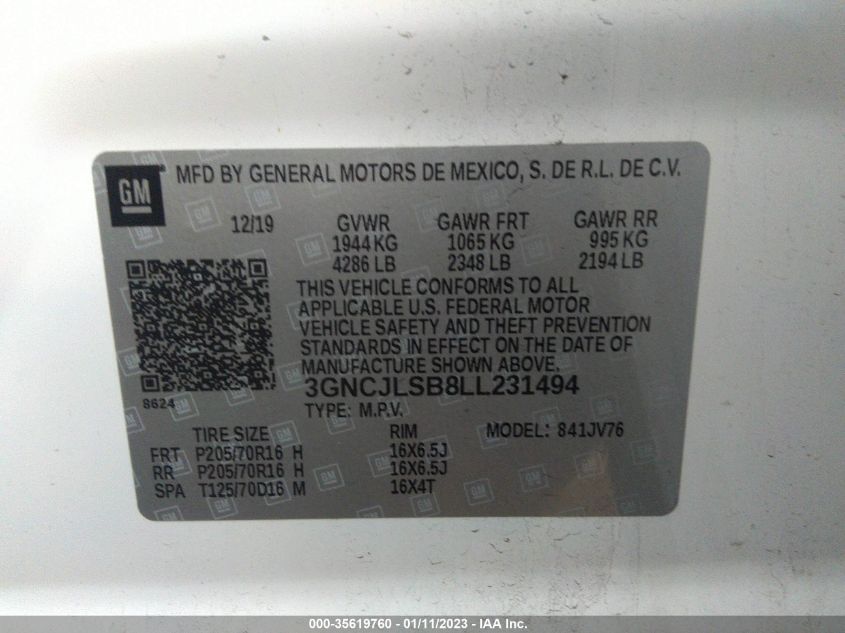 GM
MFD BY GENERAL MOTORS DE MEXICO, S. DE R.L. DE C.V.
12/19 GVWR GAWR FRT GAWR RR
1944 KG 1065 KG 995 KG
4286 LB 2348 LB 2194 LB
THIS VEHICLE CONFORMS TO ALL
APPLICABLE U.S. FEDERAL MOTOR
VEHICLE SAFETY AND THEFT PREVENTION
STANDARDS IN EFFECT ON THE DATE OF
MANUFACTURE SHOWN ABOVE.
8624 3GNCJLSB8LL231494
TYPE: M.P.V.
TIRE SIZE RIM MODEL: 841JV76
FRT P205/70R16 H 16X6.5J
RR P205/70R16 H 16X6.5J
SPA T125/70D16 M 16X4T
000-35619760 - 01/11/2023 - IAA Inc.